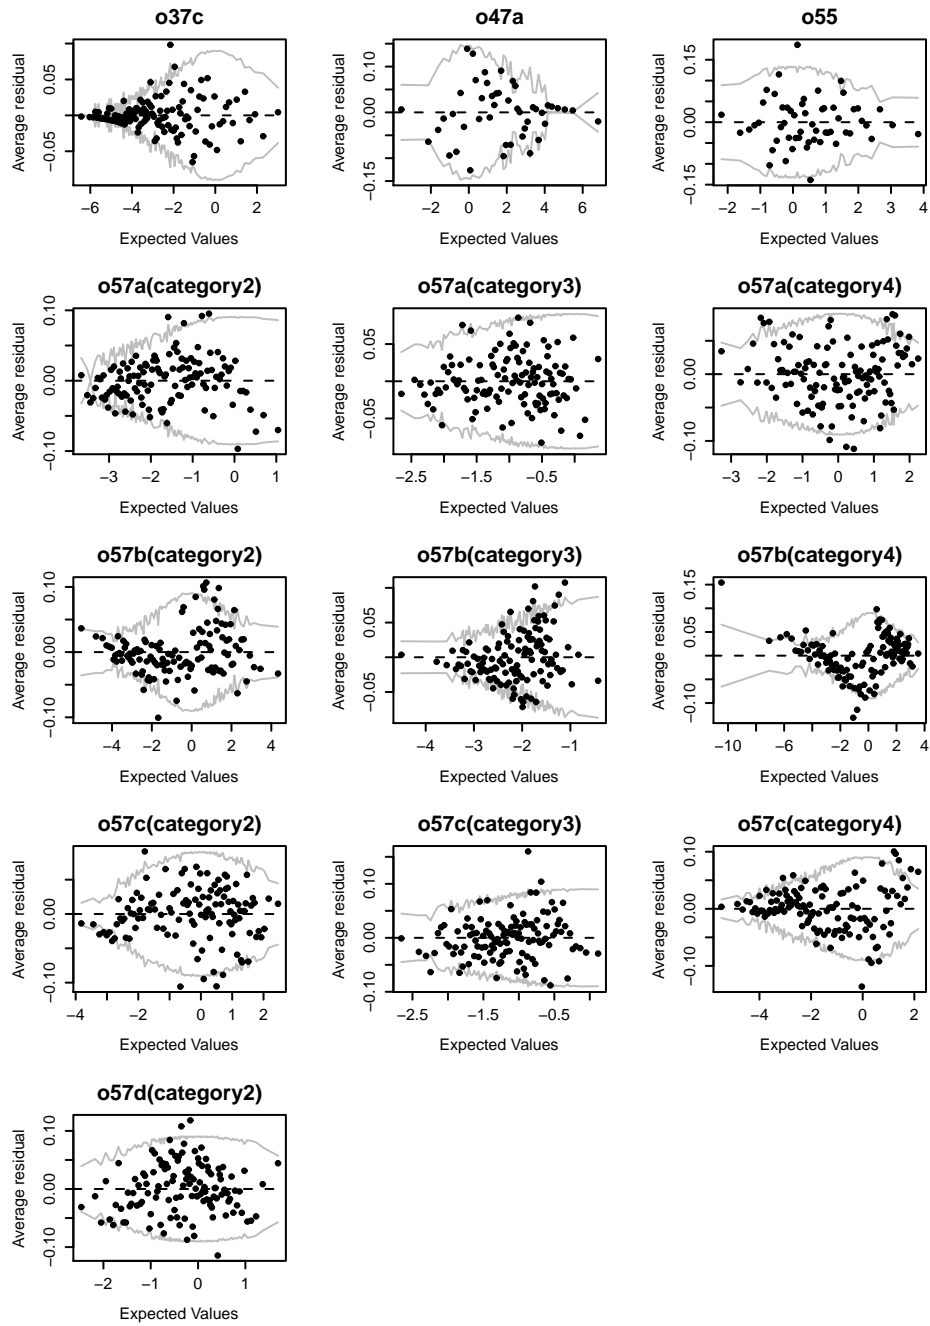 o37c o47a o55
Average residual −0.05 0.05 Average residual −0.15 0.00 0.10 Average residual −0.15 0.00 0.15
−6 −4 −2 0 2 −2 0 2 4 6 −2 −1 0 1 2 3 4
Expected Values Expected Values Expected Values
o57a(category2) o57a(category3) o57a(category4)
Average residual −0.10 0.00 0.10 Average residual −0.05 0.05 Average residual −0.10 0.00
−3 −2 −1 0 1 −2.5 −1.5 −0.5 −3 −2 −1 0 1 2
Expected Values Expected Values Expected Values
o57b(category2) o57b(category3) o57b(category4)
Average residual −0.10 0.00 0.10 Average residual −0.05 0.05 Average residual −0.10 0.05 0.15
−4 −2 0 2 4 −4 −3 −2 −1 −10 −6 −2 0 2 4
Expected Values Expected Values Expected Values
o57c(category2) o57c(category3) o57c(category4)
Average residual −0.10 0.00 Average residual −0.10 0.00 0.10 Average residual −0.10 0.00 0.10
−4 −2 0 1 2 −2.5 −1.5 −0.5 −4 −2 0 2
Expected Values Expected Values Expected Values
o57d(category2)
Average residual −0.10 0.00 0.10
−2 −1 0 1
Expected Values